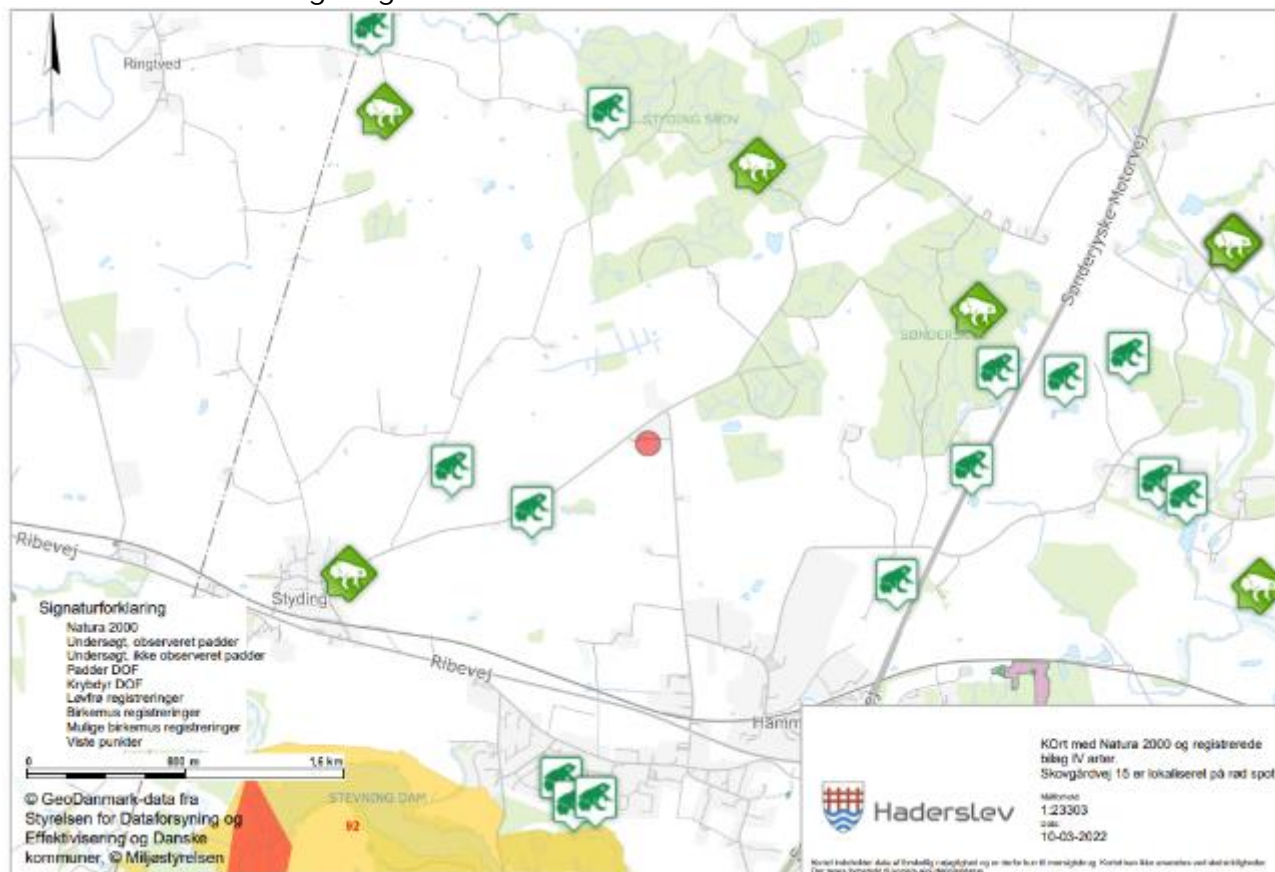 Ringtved
STYDING SKOV
Sønderjyske Motorvej
Ribevej
Styding
Ribevej
Signaturforklaring
Natura 2000
Undersøgt, observeret padder
Undersøgt, ikke observeret padder
Padder DOF
Krybdyr DOF
Løvfrø registreringer
Birkemus registreringer
Mulige birkemus registreringer
Viste punkter
0 800 m 1,6 km
© GeoDanmark-data fra
Styrelsen for Dataforsyning og
Effektivisering og Danske
kommuner, © Miljøstyrelsen
STEVNING DAM
92
Hamm
Haderslev
KOrt med Natura 2000 og registrerede
bilag IV arter.
Skovgårdvej 15 er lokaliseret på rød spot
Målforhold
1:23303
Dato
10-03-2022